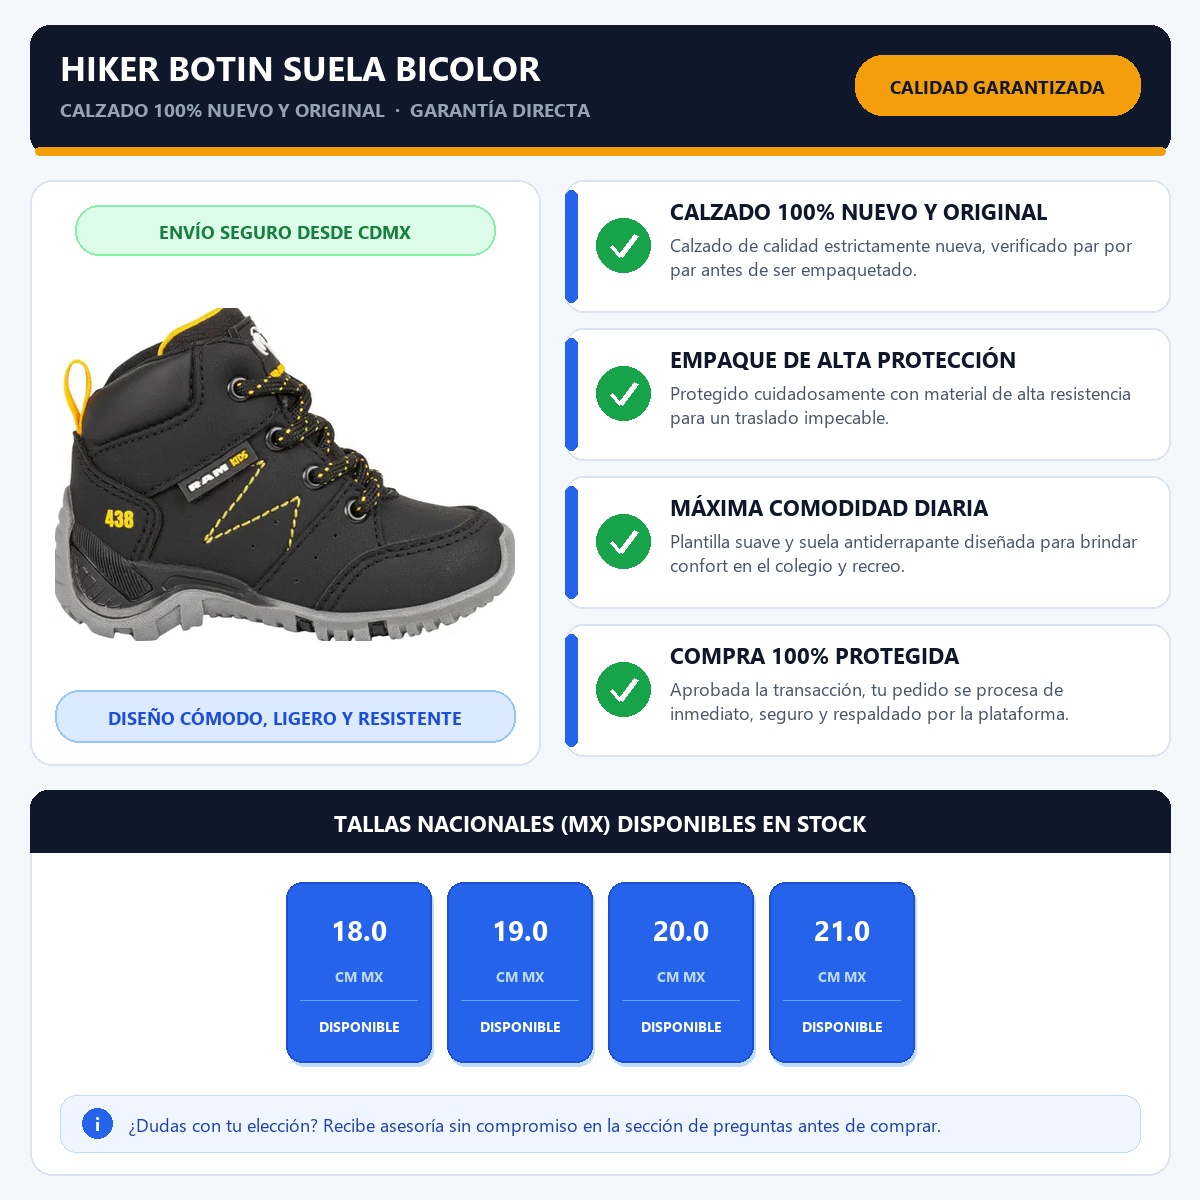 HIKER BOTIN SUELA BICOLOR
CALZADO 100% NUEVO Y ORIGINAL · GARANTÍA DIRECTA
CALIDAD GARANTIZADA
ENVÍO SEGURO DESDE CDMX
RAM KIDS
438
DISEÑO CÓMODO, LIGERO Y RESISTENTE
CALZADO 100% NUEVO Y ORIGINAL
Calzado de calidad estrictamente nueva, verificado par por
par antes de ser empaquetado.
EMPAQUE DE ALTA PROTECCIÓN
Protegido cuidadosamente con material de alta resistencia
para un traslado impecable.
MÁXIMA COMODIDAD DIARIA
Plantilla suave y suela antiderrapante diseñada para brindar
confort en el colegio y recreo.
COMPRA 100% PROTEGIDA
Aprobada la transacción, tu pedido se procesa de
inmediato, seguro y respaldado por la plataforma.
TALLAS NACIONALES (MX) DISPONIBLES EN STOCK
18.0
CM MX
DISPONIBLE
19.0
CM MX
DISPONIBLE
20.0
CM MX
DISPONIBLE
21.0
CM MX
DISPONIBLE
¿Dudas con tu elección? Recibe asesoría sin compromiso en la sección de preguntas antes de comprar.